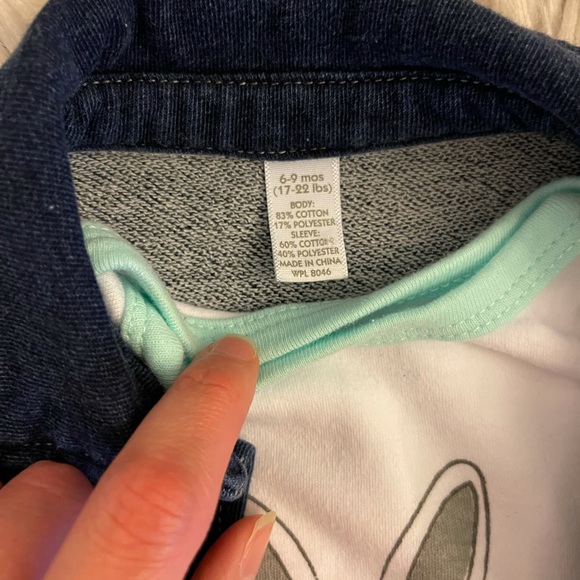 6-9 mos
(17-22 lbs)
BODY:
83% COTTON
17% POLYESTER
SLEEVE:
60% COTTON
40% POLYESTER
MADE IN CHINA
WPL 8046